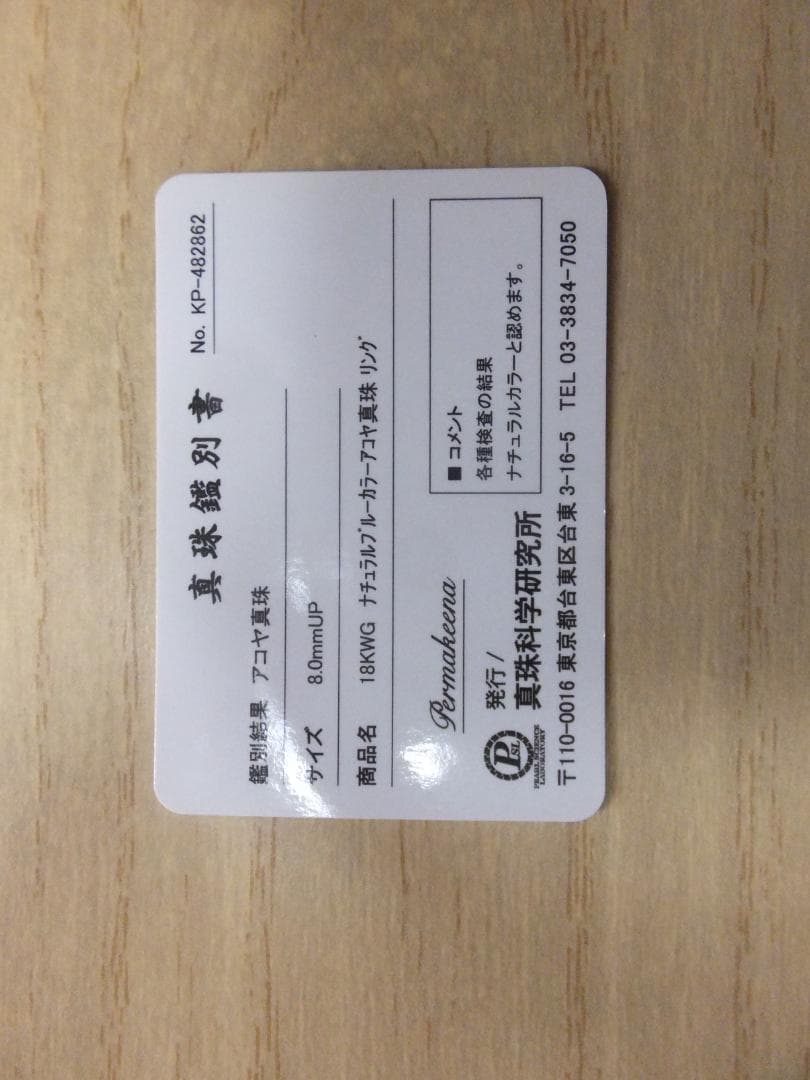 真珠鑑別書
No. KP-482862
鑑別結果 アコヤ真珠
サイズ 8.0mmUP
商品名 18KWG ナチュラルブルーカラーアコヤ真珠 リング
Permakeena
■ コメント
各種検査の結果
ナチュラルカラーと認めます。
PSL
PEARL SCIENCE
LABORATORY
発行/
真珠科学研究所
〒110-0016 東京都台東区台東 3-16-5 TEL 03-3834-7050